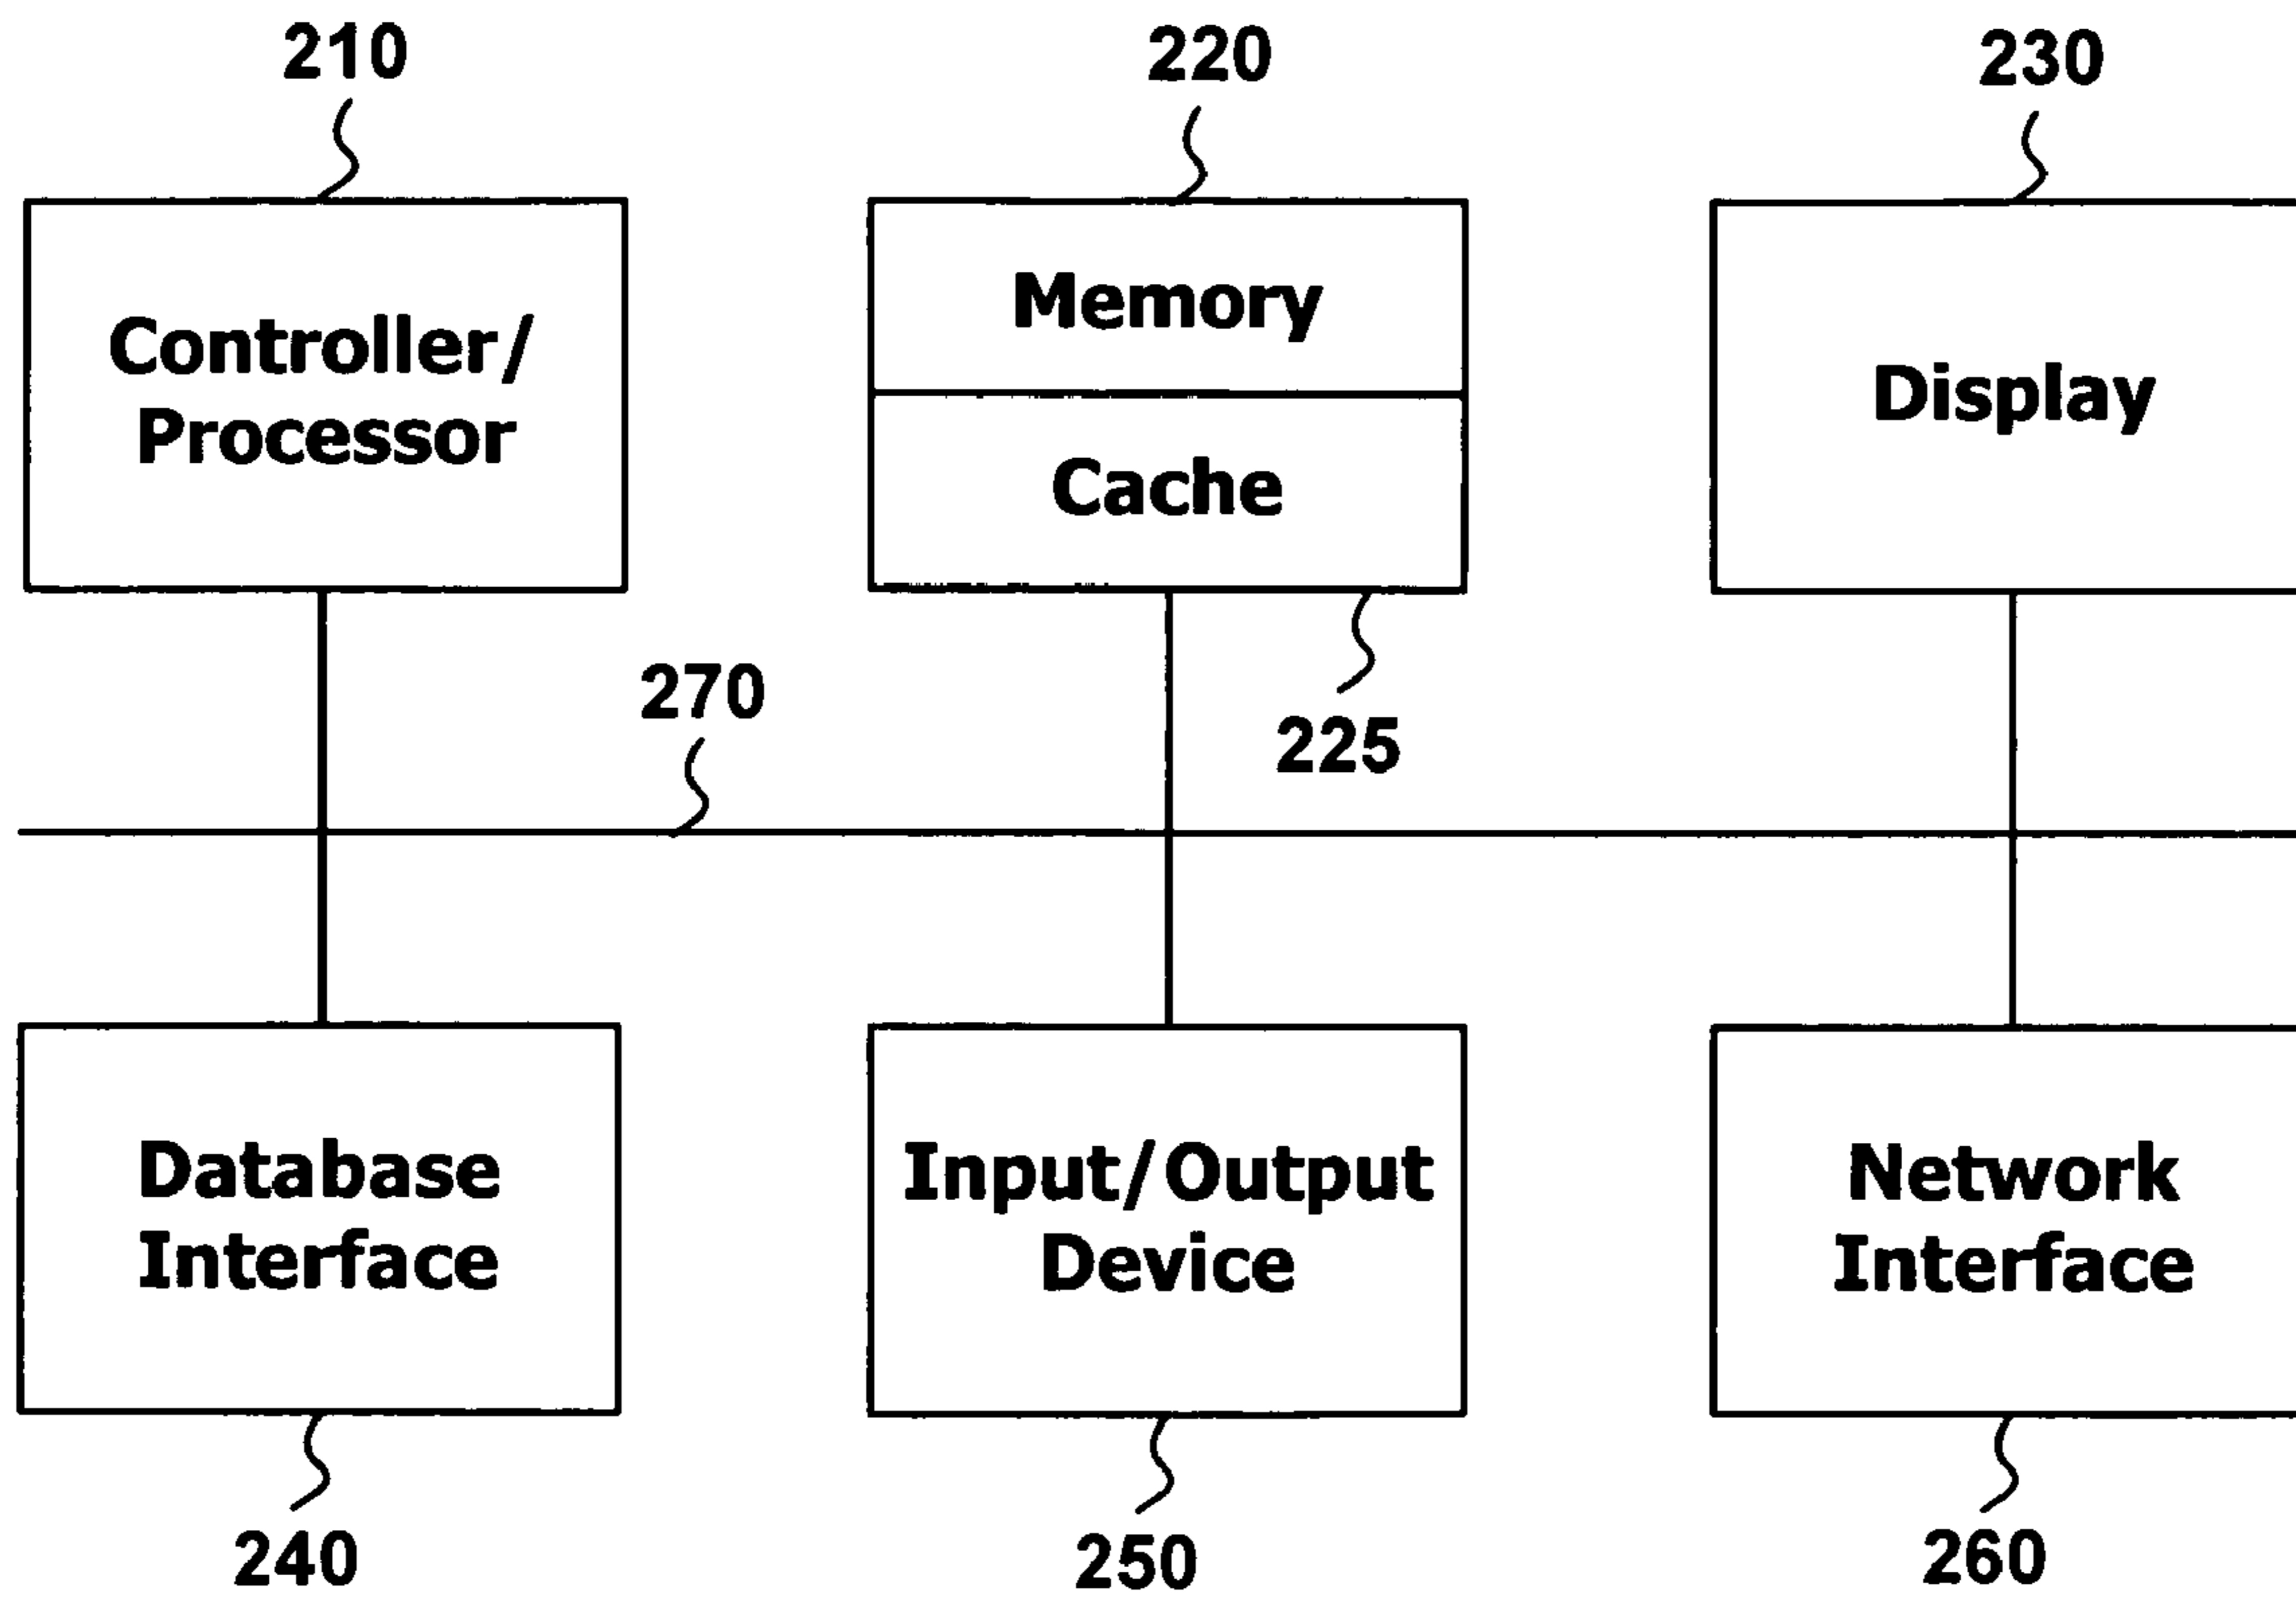 210
220
230
Controller/
Processor
Memory
Cache
Display
270
225
Database
Interface
Input/Output
Device
Network
Interface
240
250
260